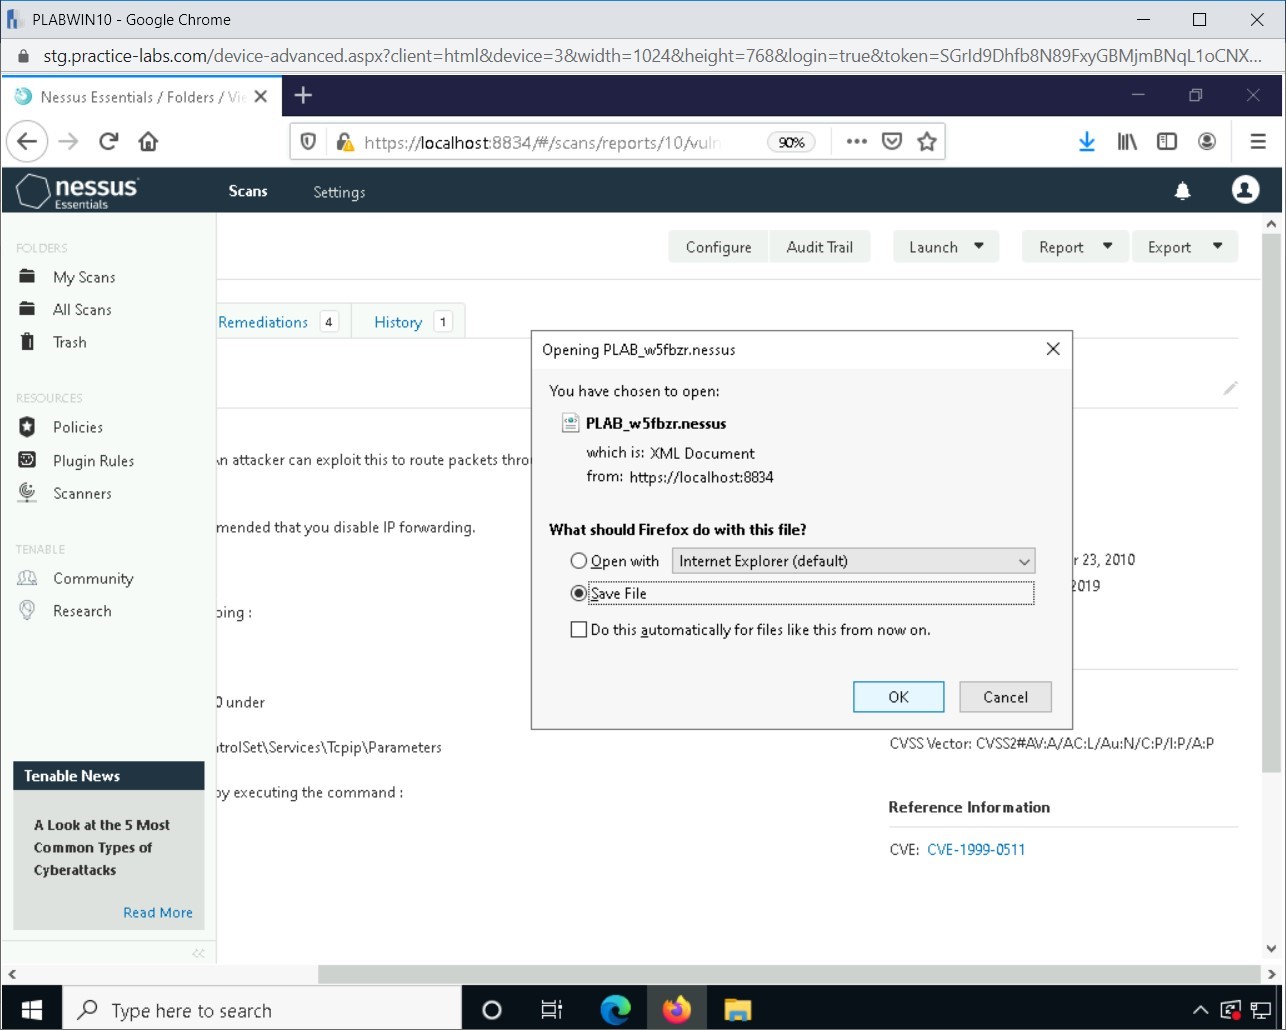 PLABWIN10 - Google Chrome
stg.practice-labs.com/device-advanced.aspx?client=html&device=3&width=1024&height=768&login=true&token=SGrId9Dhfb8N89FxyGBMjmBNqL1oCNX...
Nessus Essentials / Folders / Vie
https://localhost:8834/#/scans/reports/10/vuln
90%
nessus
Essentials
Scans
Settings
FOLDERS
My Scans
All Scans
Trash
RESOURCES
Policies
Plugin Rules
Scanners
TENABLE
Community
Research
Tenable News
A Look at the 5 Most
Common Types of
Cyberattacks
Read More
Configure
Audit Trail
Launch
Report
Export
Remediations 4
History 1
An attacker can exploit this to route packets throu
mended that you disable IP forwarding.
ping :
0 under
ntrolSet\Services\Tcpip\Parameters
by executing the command :
Opening PLAB_w5fbzr.nessus
You have chosen to open:
PLAB_w5fbzr.nessus
which is: XML Document
from: https://localhost:8834
What should Firefox do with this file?
Open with Internet Explorer (default)
Save File
Do this automatically for files like this from now on.
OK
Cancel
r 23, 2010
2019
CVSS Vector: CVSS2#AV:A/AC:L/Au:N/C:P/I:P/A:P
Reference Information
CVE: CVE-1999-0511
Type here to search